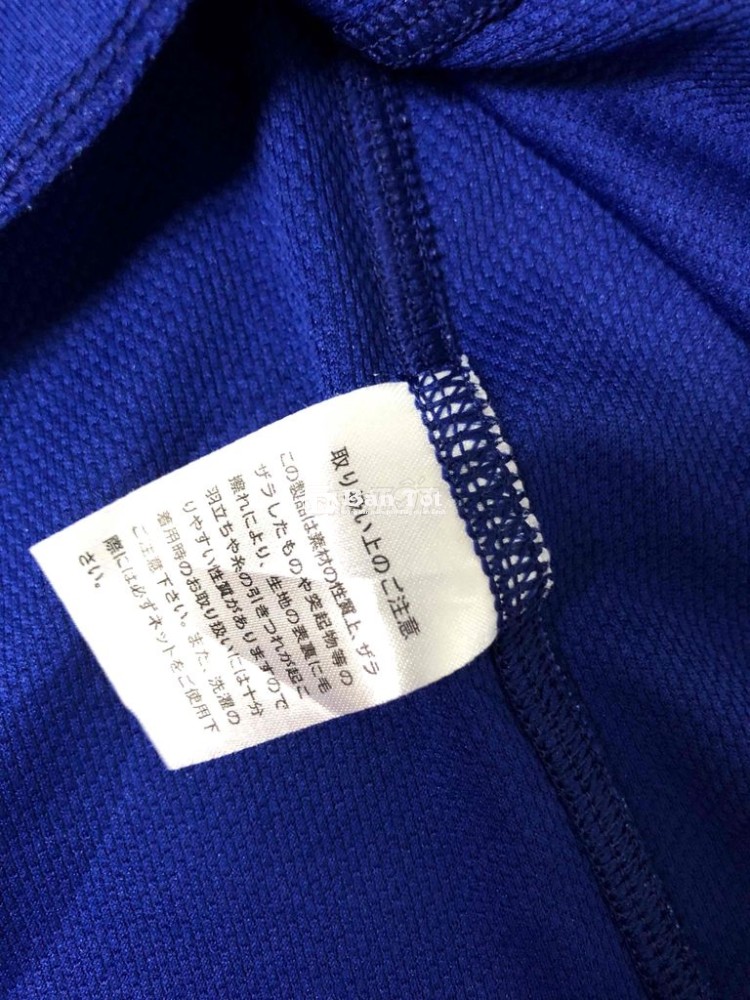 取り扱い上のご注意
この製品は素材の性質上、ザラ
ザラしたものや突起物等の
擦れにより、生地の表裏に毛
羽立ちや糸の引きつれが起こ
りやすい性質がありますので
着用時のお取り扱いには十分
ご注意下さい。また、洗濯の
際には必ずネットをご使用下
さい。